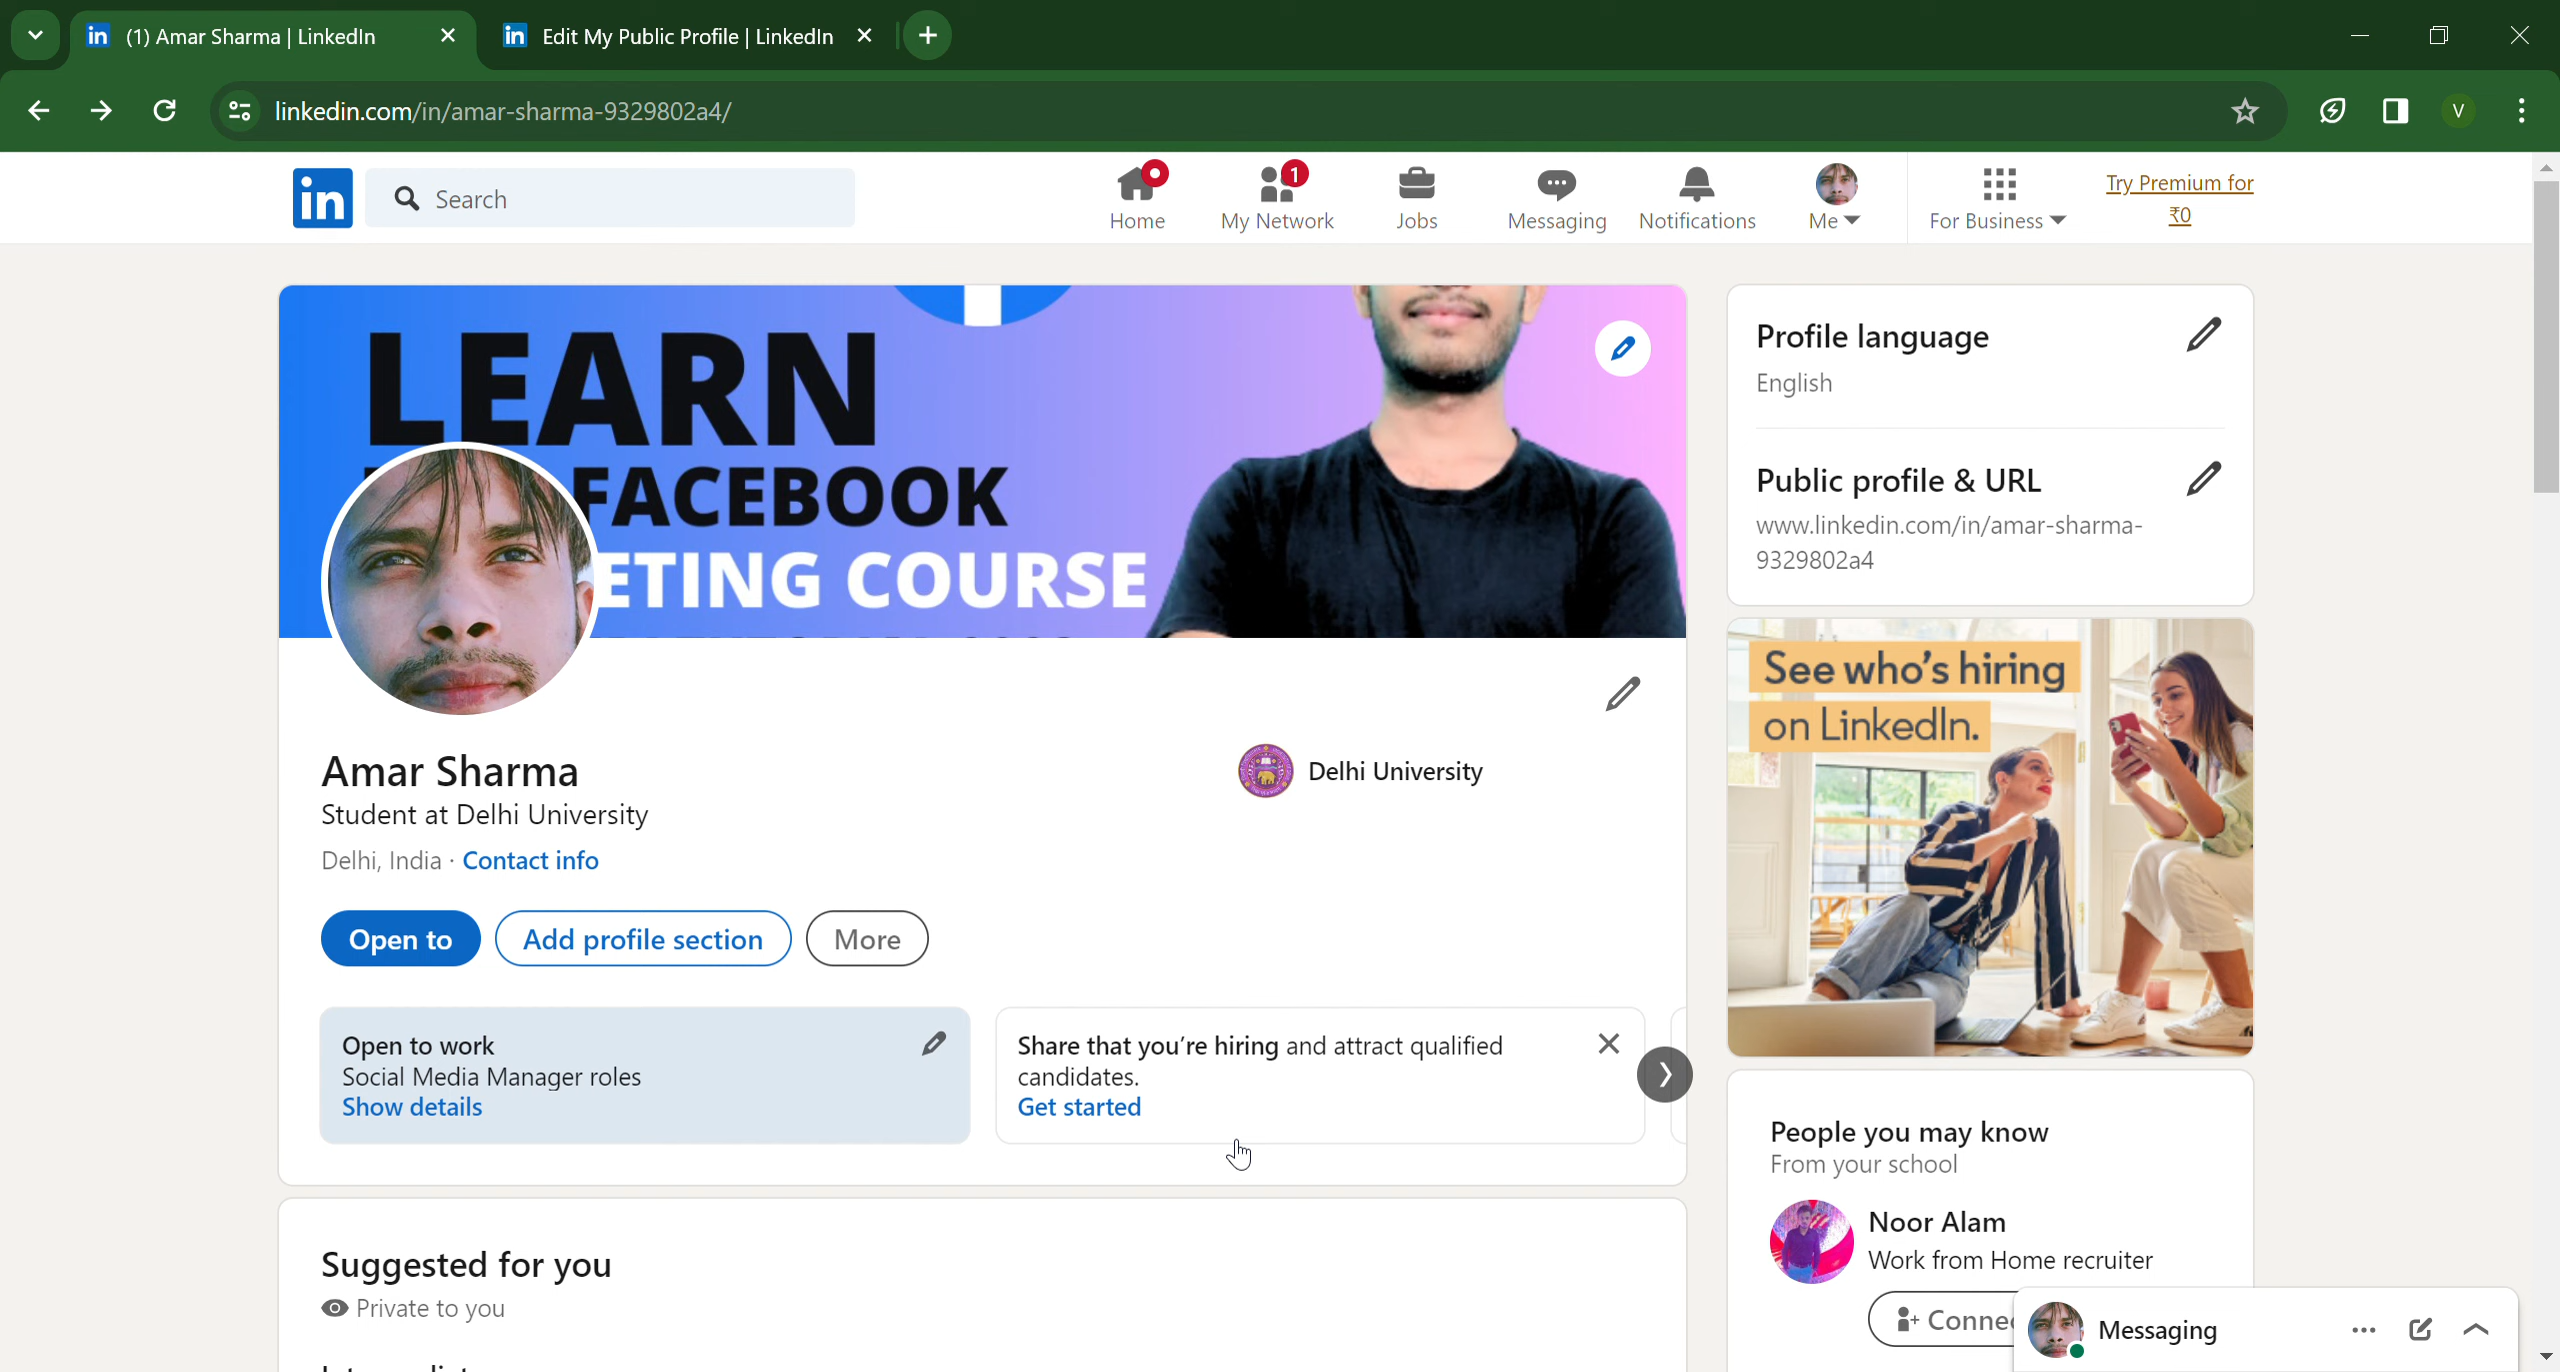 (1) Amar Sharma | LinkedIn
Edit My Public Profile | LinkedIn
linkedin.com/in/amar-sharma-9329802a4/
V
in
Search
Home
1
My Network
Jobs
Messaging
Notifications
Me
For Business
Try Premium for
₹0
LEARN
FACEBOOK
ETING COURSE
Amar Sharma
Student at Delhi University
Delhi, India · Contact info
Delhi University
Open to
Add profile section
More
Open to work
Social Media Manager roles
Show details
Share that you're hiring and attract qualified
candidates.
Get started
Suggested for you
Private to you
Profile language
English
Public profile & URL
www.linkedin.com/in/amar-sharma-
9329802a4
See who's hiring
on LinkedIn.
People you may know
From your school
Noor Alam
Work from Home recruiter
Connec
Messaging